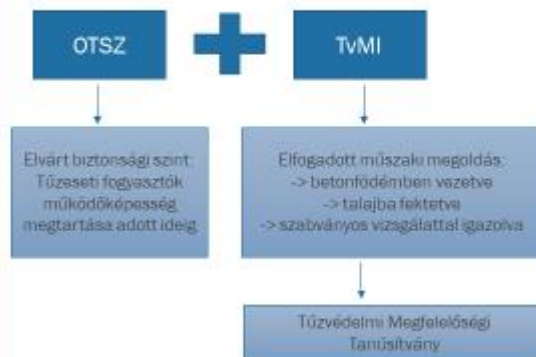 OTSZ
TvMI
Elvárt biztonsági szint:
Tűzeseti fogyasztók
működőképesség
megtartása adott ideig
Elfogadott műszaki megoldás:
-> betonfödémben vezetve
-> talajba fektetve
-> szabványos vizsgálattal igazolva
Tűzvédelmi Megfelelőségi
Tanúsítvány